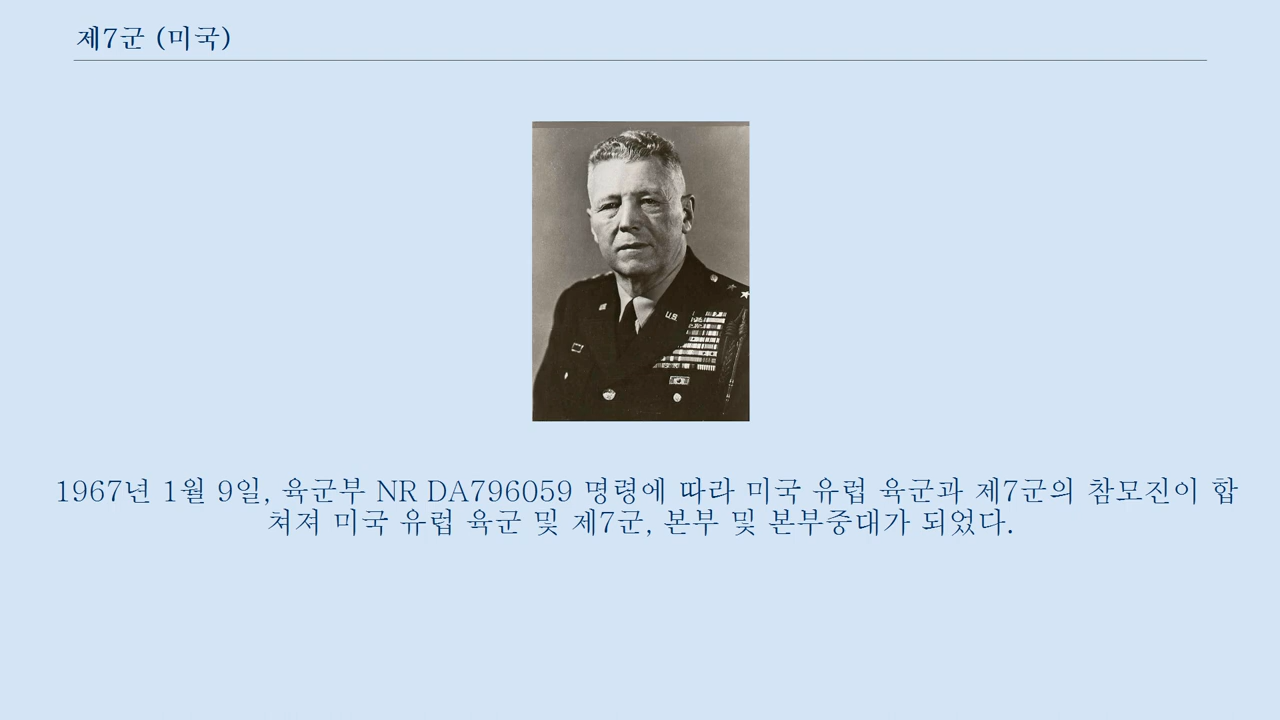 제7군 (미국)
1967년 1월 9일, 육군부 NR DA796059 명령에 따라 미국 유럽 육군과 제7군의 참모진이 합
쳐져 미국 유럽 육군 및 제7군, 본부 및 본부중대가 되었다.